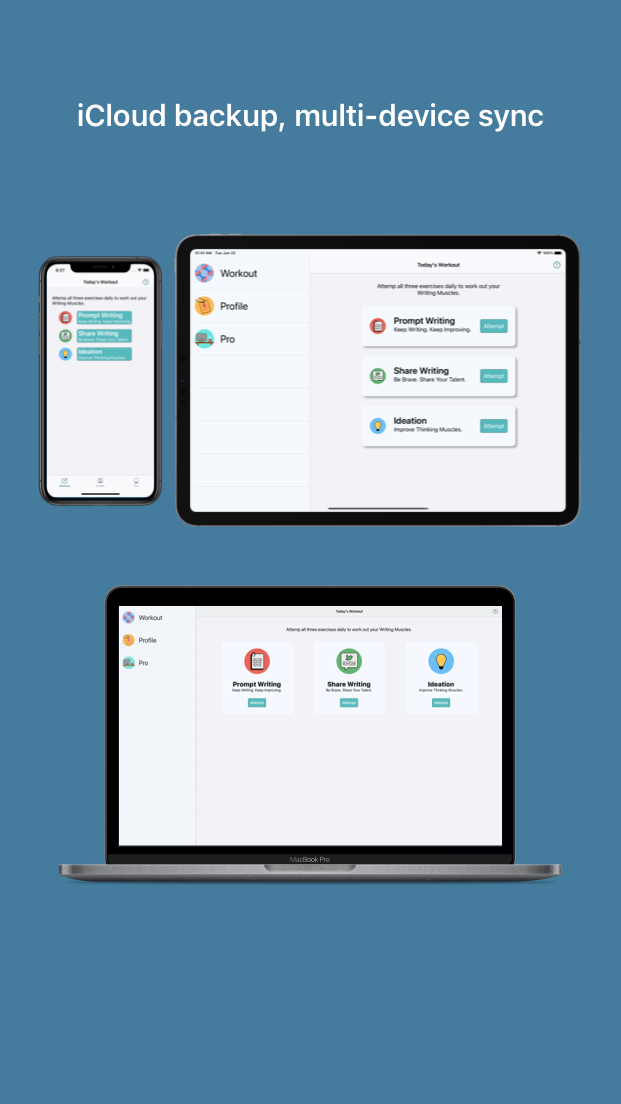 iCloud backup, multi-device sync
6:27
Today's Workout
Attemp all three exercises daily to work out your
Writing Muscles.
Prompt Writing
Keep Writing, Keep Improving.
Share Writing
Be Brave. Share Your Talent.
Ideation
Improve Thinking Muscles.
10:41 AM Tue Jun 23
100%
Workout
Profile
Pro
Today's Workout
Attemp all three exercises daily to work out your
Writing Muscles.
Prompt Writing
Keep Writing, Keep Improving.
Attempt
Share Writing
Be Brave. Share Your Talent.
Attempt
Ideation
Improve Thinking Muscles.
Attempt
Workout
Profile
Pro
Today's Workout
Attemp all three exercises daily to work out your Writing Muscles.
Prompt Writing
Keep Writing, Keep Improving.
Attempt
Share Writing
Be Brave. Share Your Talent.
Attempt
Ideation
Improve Thinking Muscles.
Attempt
MacBook Pro